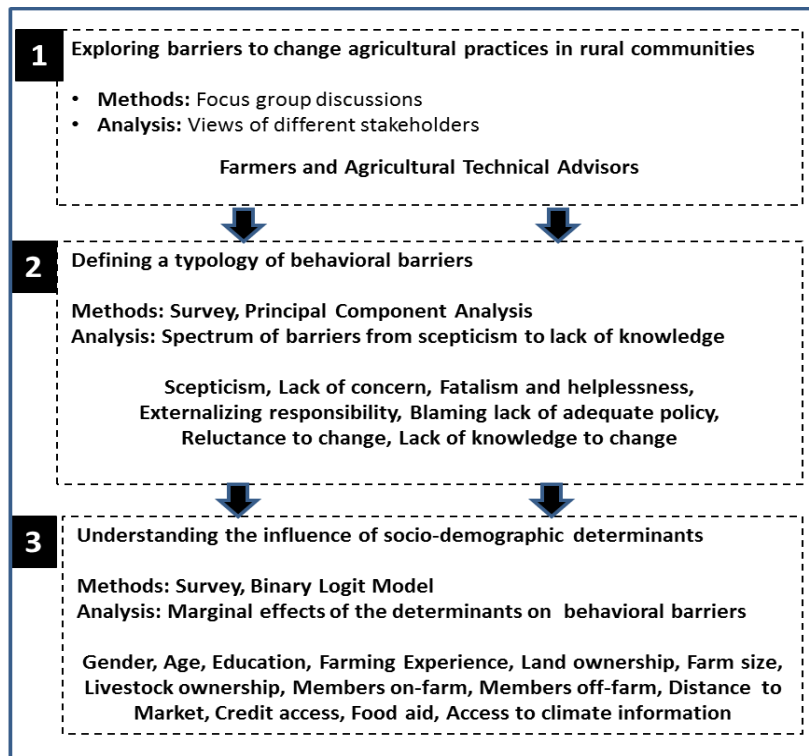 1
Exploring barriers to change agricultural practices in rural communities
• Methods: Focus group discussions
• Analysis: Views of different stakeholders
Farmers and Agricultural Technical Advisors
2
Defining a typology of behavioral barriers
Methods: Survey, Principal Component Analysis
Analysis: Spectrum of barriers from scepticism to lack of knowledge
Scepticism, Lack of concern, Fatalism and helplessness,
Externalizing responsibility, Blaming lack of adequate policy,
Reluctance to change, Lack of knowledge to change
3
Understanding the influence of socio-demographic determinants
Methods: Survey, Binary Logit Model
Analysis: Marginal effects of the determinants on behavioral barriers
Gender, Age, Education, Farming Experience, Land ownership, Farm size,
Livestock ownership, Members on-farm, Members off-farm, Distance to
Market, Credit access, Food aid, Access to climate information